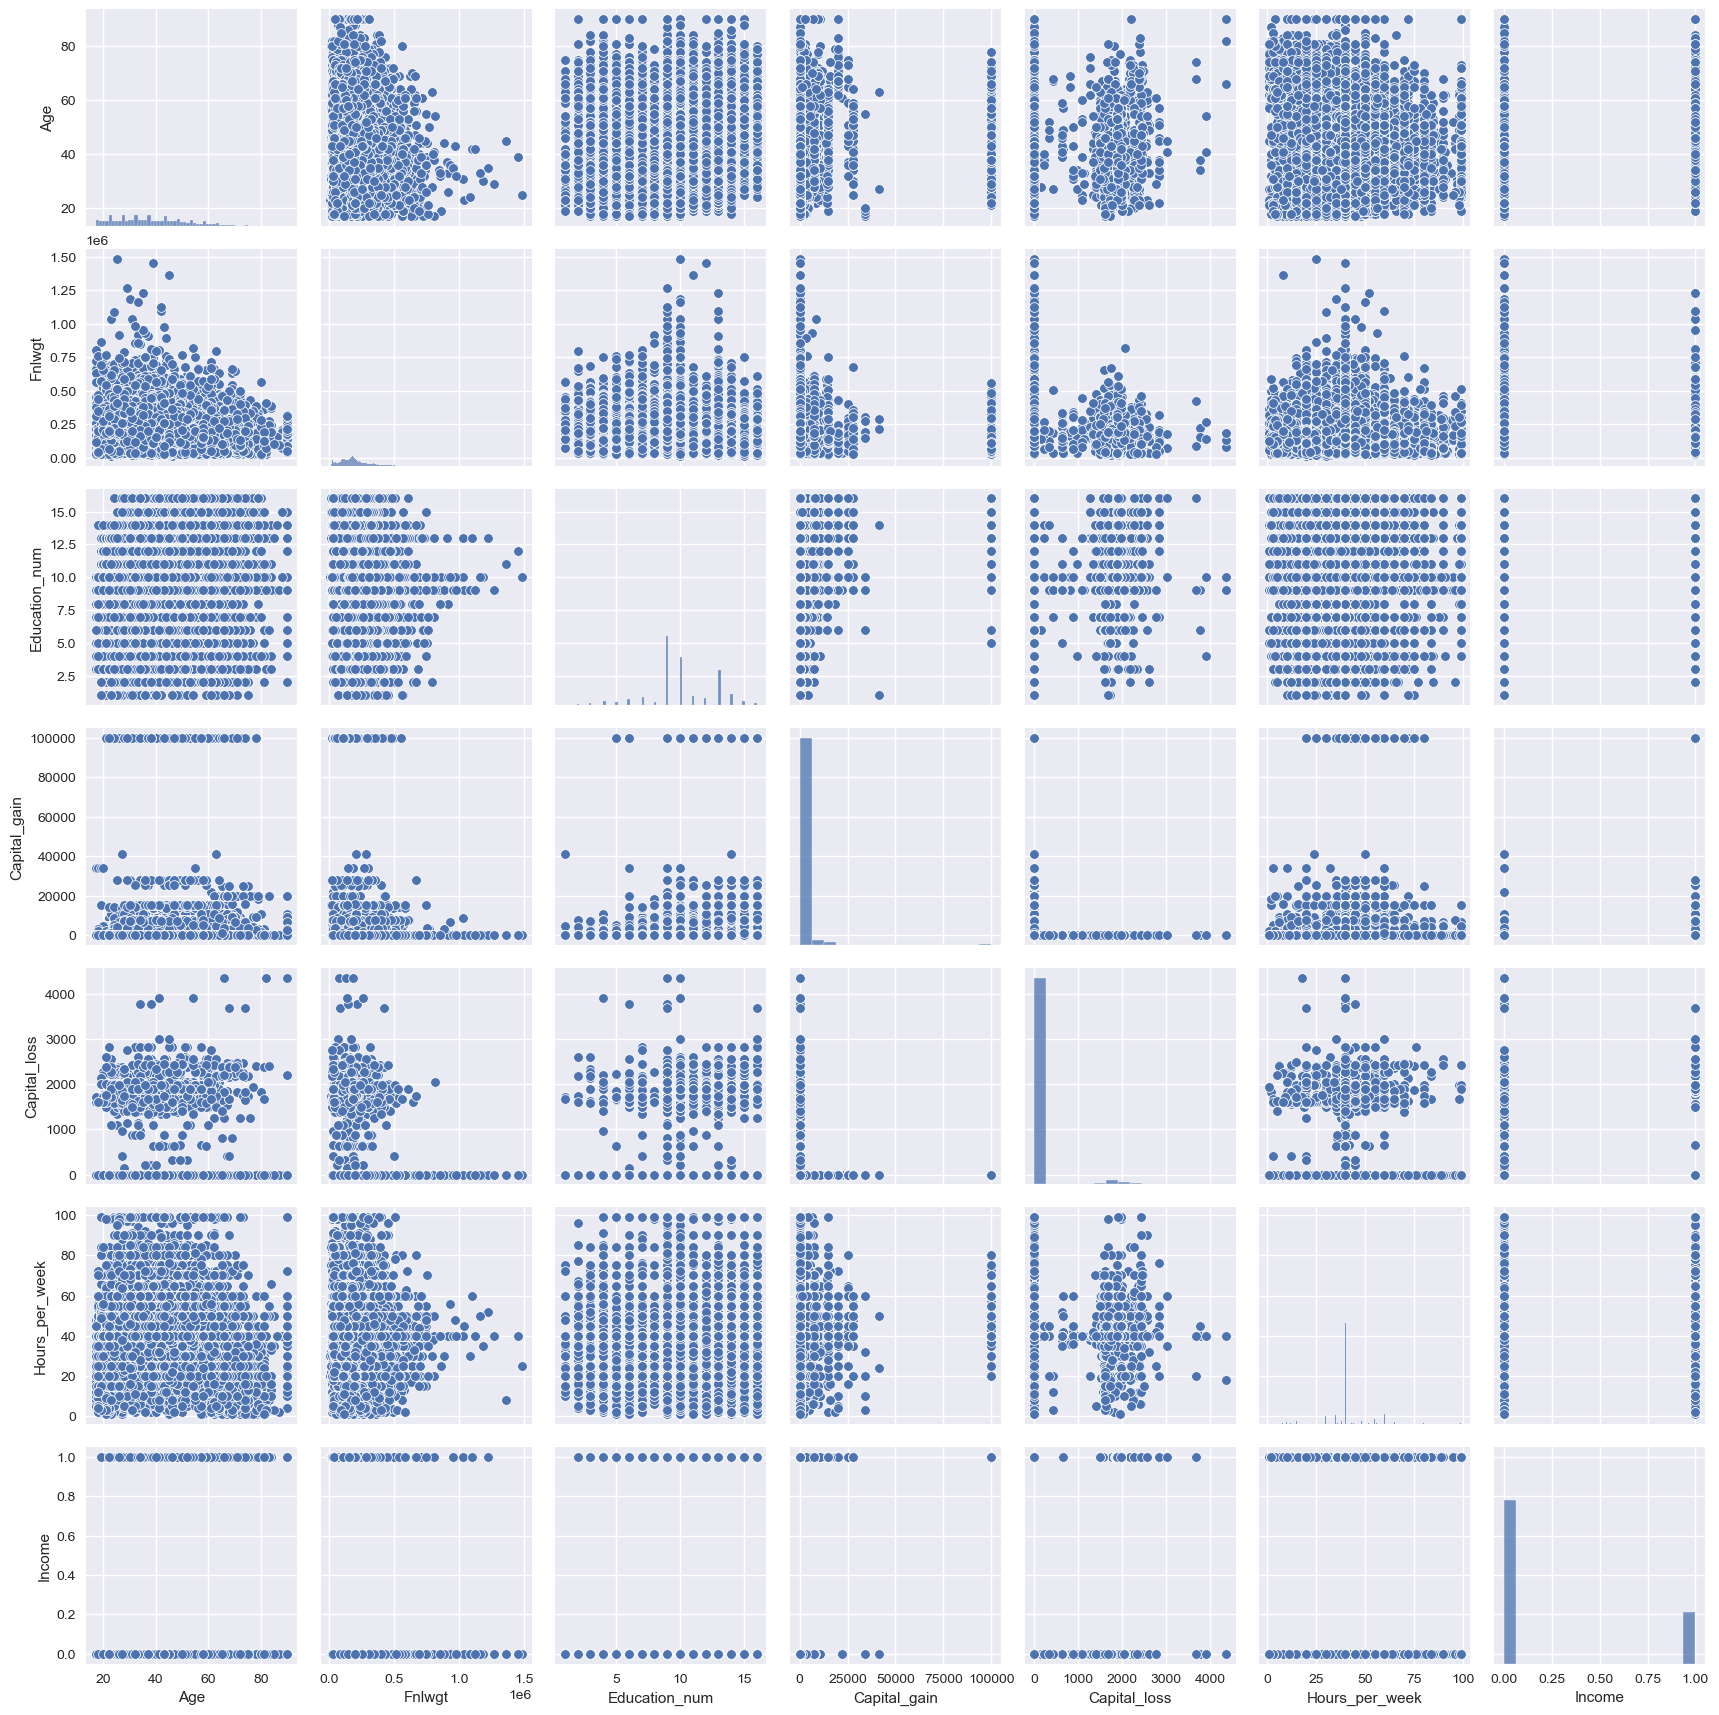 80
60
40
20
Age
1e6
1.50
1.25
1.00
0.75
0.50
0.25
0.00
Fnlwgt
15.0
12.5
10.0
7.5
5.0
2.5
Education_num
100000
80000
60000
40000
20000
0
Capital_gain
4000
3000
2000
1000
0
Capital_loss
100
80
60
40
20
0
Hours_per_week
1.0
0.8
0.6
0.4
0.2
0.0
Income
20 40 60 80
Age
0.0 0.5 1.0 1.5
1e6
Fnlwgt
5 10 15
Education_num
0 25000 50000 75000 100000
Capital_gain
0 1000 2000 3000 4000
Capital_loss
0 25 50 75 100
Hours_per_week
0.00 0.25 0.50 0.75 1.00
Income